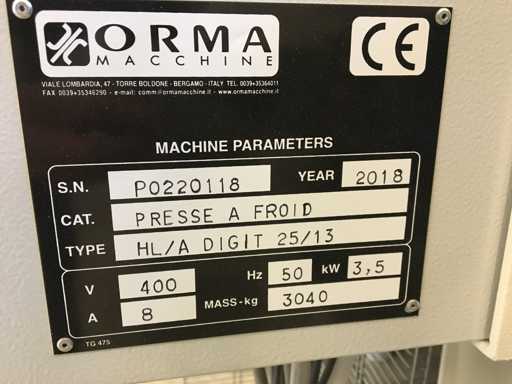 ORMA
MACCHINE
CE
VIALE LOMBARDIA, 47 - TORRE BOLDONE - BERGAMO - ITALY TEL. 0039+35364011
FAX 0039+35346290 - e-mail: comm@ormamacchine.it - www.ormamacchine.it
MACHINE PARAMETERS
S.N. P0220118 YEAR 2018
CAT. PRESSE A FROID
TYPE HL/A DIGIT 25/13
V 400 Hz 50 kW 3,5
A 8 MASS-kg 3040
TG 475